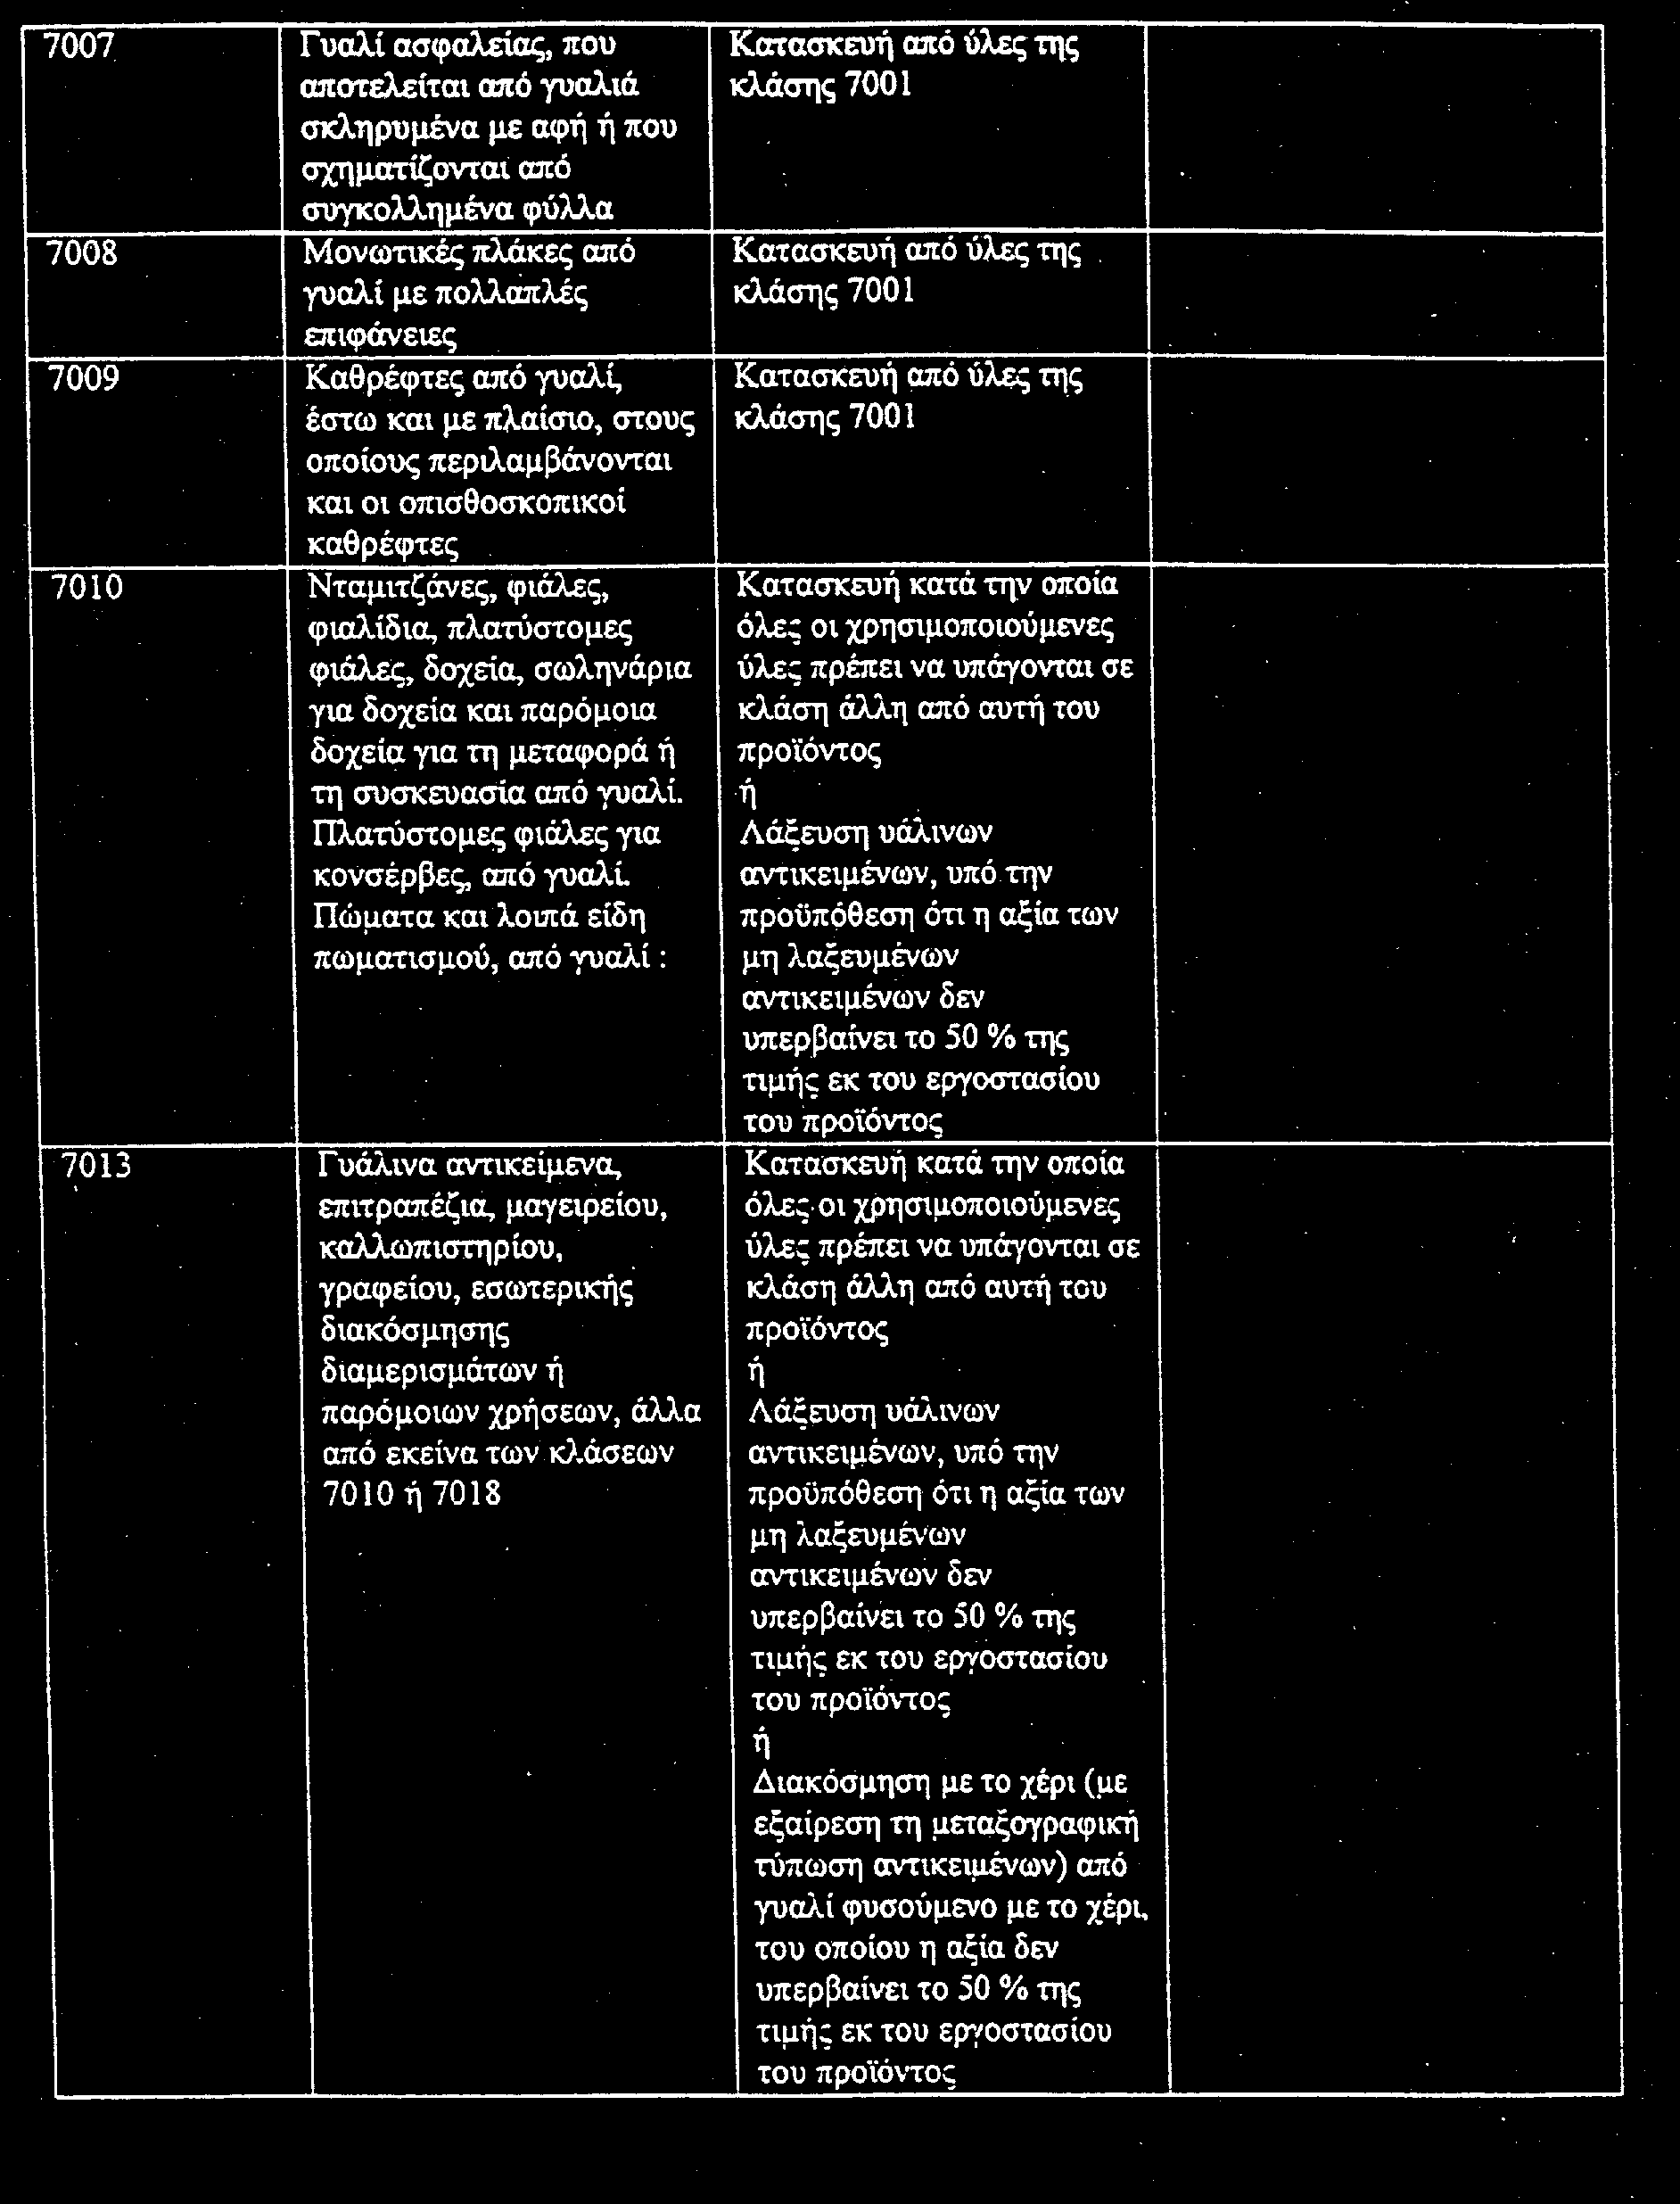 7007
Γυαλί ασφαλείας, που
αποτελείται από γυαλιά
σκληρυμένα με αφή ή που
σχηματίζονται από
συγκολλημένα φύλλα
Κατασκευή από ύλες της
κλάσης 7001
7008
Μονωτικές πλάκες από
γυαλί με πολλαπλές
επιφάνειες
Κατασκευή από ύλες της
κλάσης 7001
7009
Καθρέφτες από γυαλί,
έστω και με πλαίσιο, στους
οποίους περιλαμβάνονται
και οι οπισθοσκοπικοί
καθρέφτες
Κατασκευή από ύλες της
κλάσης 7001
7010
Νταμιτζάνες, φιάλες,
φιαλίδια, πλατύστομες
φιάλες, δοχεία, σωληνάρια
για δοχεία και παρόμοια
δοχεία για τη μεταφορά ή
τη συσκευασία από γυαλί.
Πλατύστομες φιάλες για
κονσέρβες, από γυαλί.
Πώματα και λοιπά είδη
πωματισμού, από γυαλί :
Κατασκευή κατά την οποία
όλες οι χρησιμοποιούμενες
ύλες πρέπει να υπάγονται σε
κλάση άλλη από αυτή του
προϊόντος
ή
Λάξευση υάλινων
αντικειμένων, υπό την
προϋπόθεση ότι η αξία των
μη λαξευμένων
αντικειμένων δεν
υπερβαίνει το 50 % της
τιμής εκ του εργοστασίου
του προϊόντος
7013
Γυάλινα αντικείμενα,
επιτραπέζια, μαγειρείου,
καλλωπιστηρίου,
γραφείου, εσωτερικής
διακόσμησης
διαμερισμάτων ή
παρόμοιων χρήσεων, άλλα
από εκείνα των κλάσεων
7010 ή 7018
Κατασκευή κατά την οποία
όλες οι χρησιμοποιούμενες
ύλες πρέπει να υπάγονται σε
κλάση άλλη από αυτή του
προϊόντος
ή
Λάξευση υάλινων
αντικειμένων, υπό την
προϋπόθεση ότι η αξία των
μη λαξευμένων
αντικειμένων δεν
υπερβαίνει το 50 % της
τιμής εκ του εργοστασίου
του προϊόντος
ή
Διακόσμηση με το χέρι (με
εξαίρεση τη μεταξογραφική
τύπωση αντικειμένων) από
γυαλί φυσούμενο με το χέρι,
του οποίου η αξία δεν
υπερβαίνει το 50 % της
τιμής εκ του εργοστασίου
του προϊόντος